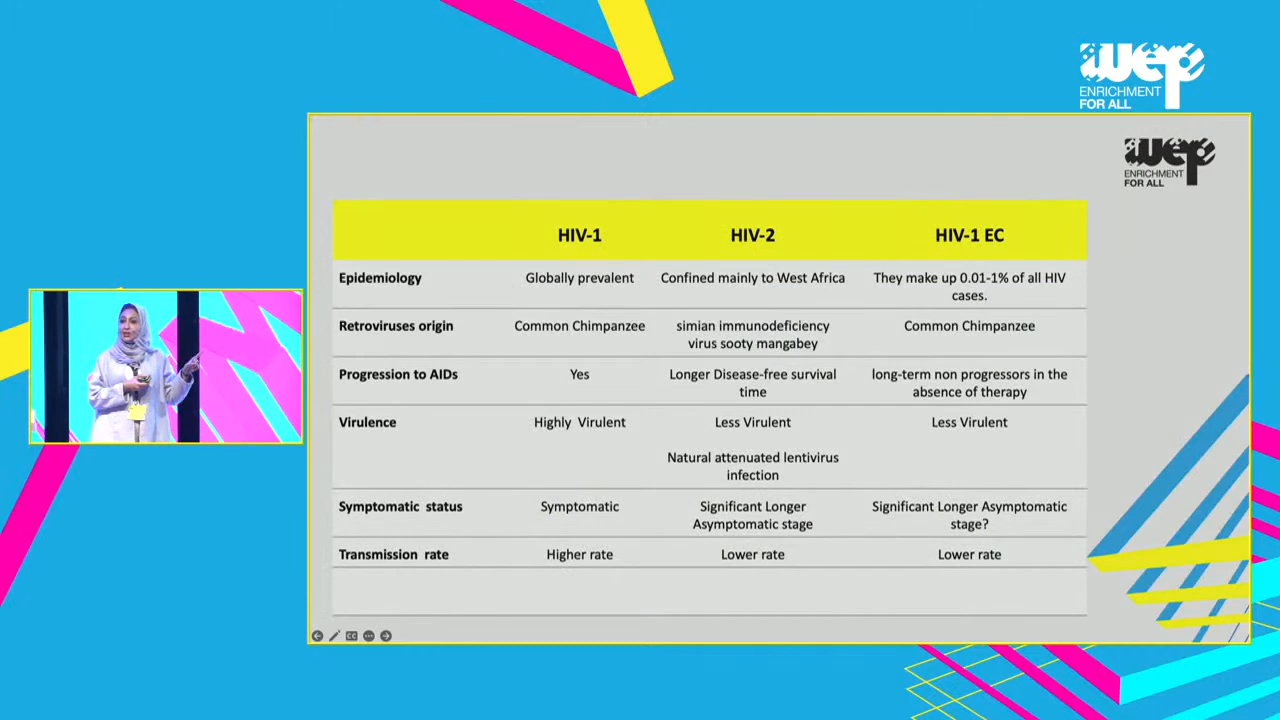 wep
ENRICHMENT
FOR ALL
wep
ENRICHMENT
FOR ALL
HIV-1 HIV-2 HIV-1 EC
Epidemiology Globally prevalent Confined mainly to West Africa They make up 0.01-1% of all HIV
cases.
Retroviruses origin Common Chimpanzee simian immunodeficiency Common Chimpanzee
virus sooty mangabey
Progression to AIDs Yes Longer Disease-free survival long-term non progressors in the
time absence of therapy
Virulence Highly Virulent Less Virulent Less Virulent
Natural attenuated lentivirus
infection
Symptomatic status Symptomatic Significant Longer Significant Longer Asymptomatic
Asymptomatic stage stage?
Transmission rate Higher rate Lower rate Lower rate
CC